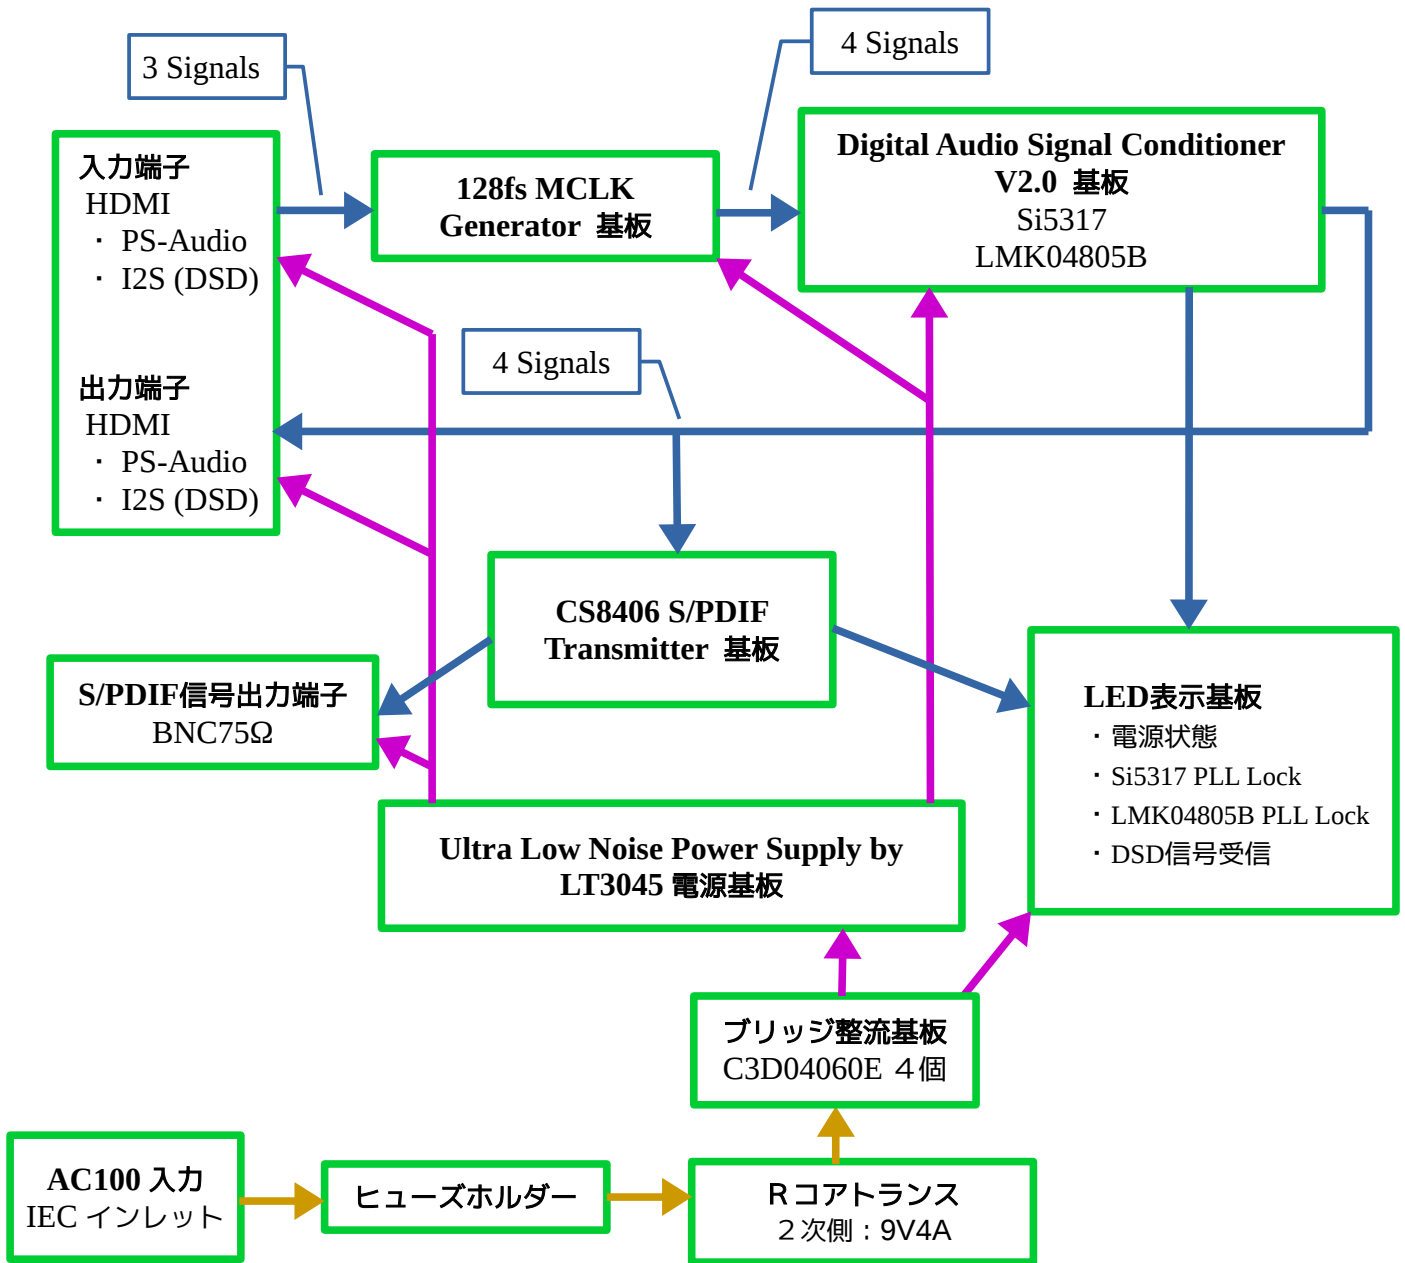 3 Signals
4 Signals
入力端子
HDMI
・ PS-Audio
・ I2S (DSD)
128fs MCLK
Generator 基板
Digital Audio Signal Conditioner
V2.0 基板
Si5317
LMK04805B
4 Signals
出力端子
HDMI
・ PS-Audio
・ I2S (DSD)
CS8406 S/PDIF
Transmitter 基板
S/PDIF信号出力端子
BNC75Ω
LED表示基板
・電源状態
・Si5317 PLL Lock
・LMK04805B PLL Lock
・DSD信号受信
Ultra Low Noise Power Supply by
LT3045 電源基板
ブリッジ整流基板
C3D04060E ４個
AC100 入力
IEC インレット
ヒューズホルダー
Ｒコアトランス
２次側：9V4A